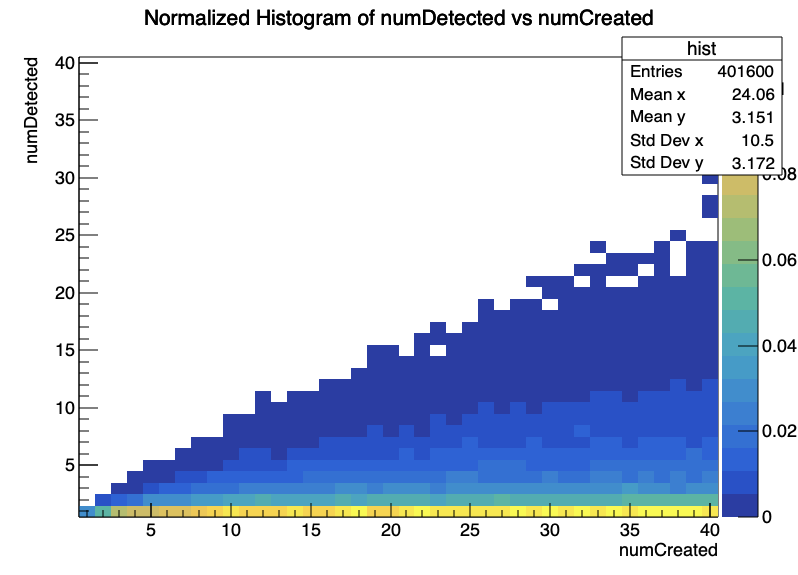 Normalized Histogram of numDetected vs numCreated
hist
Entries 401600
Mean x 24.06
Mean y 3.151
Std Dev x 10.5
Std Dev y 3.172
numDetected
40
35
30
25
20
15
10
5
5 10 15 20 25 30 35 40
numCreated
0.08
0.06
0.04
0.02
0